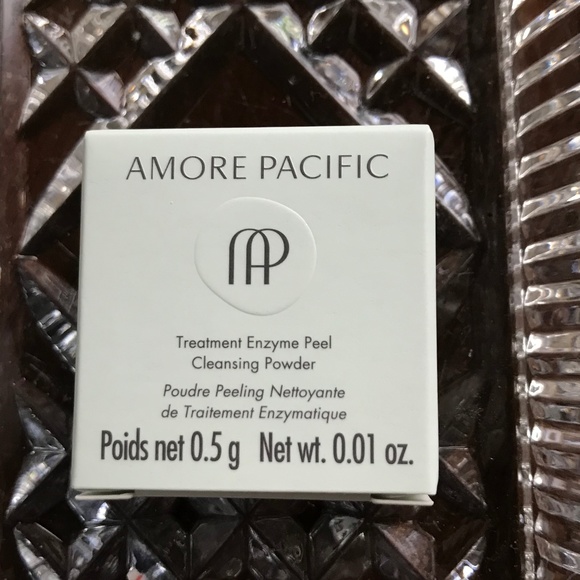 AMORE PACIFIC
AP
Treatment Enzyme Peel
Cleansing Powder
Poudre Peeling Nettoyante
de Traitement Enzymatique
Poids net 0.5 g Net wt. 0.01 oz.